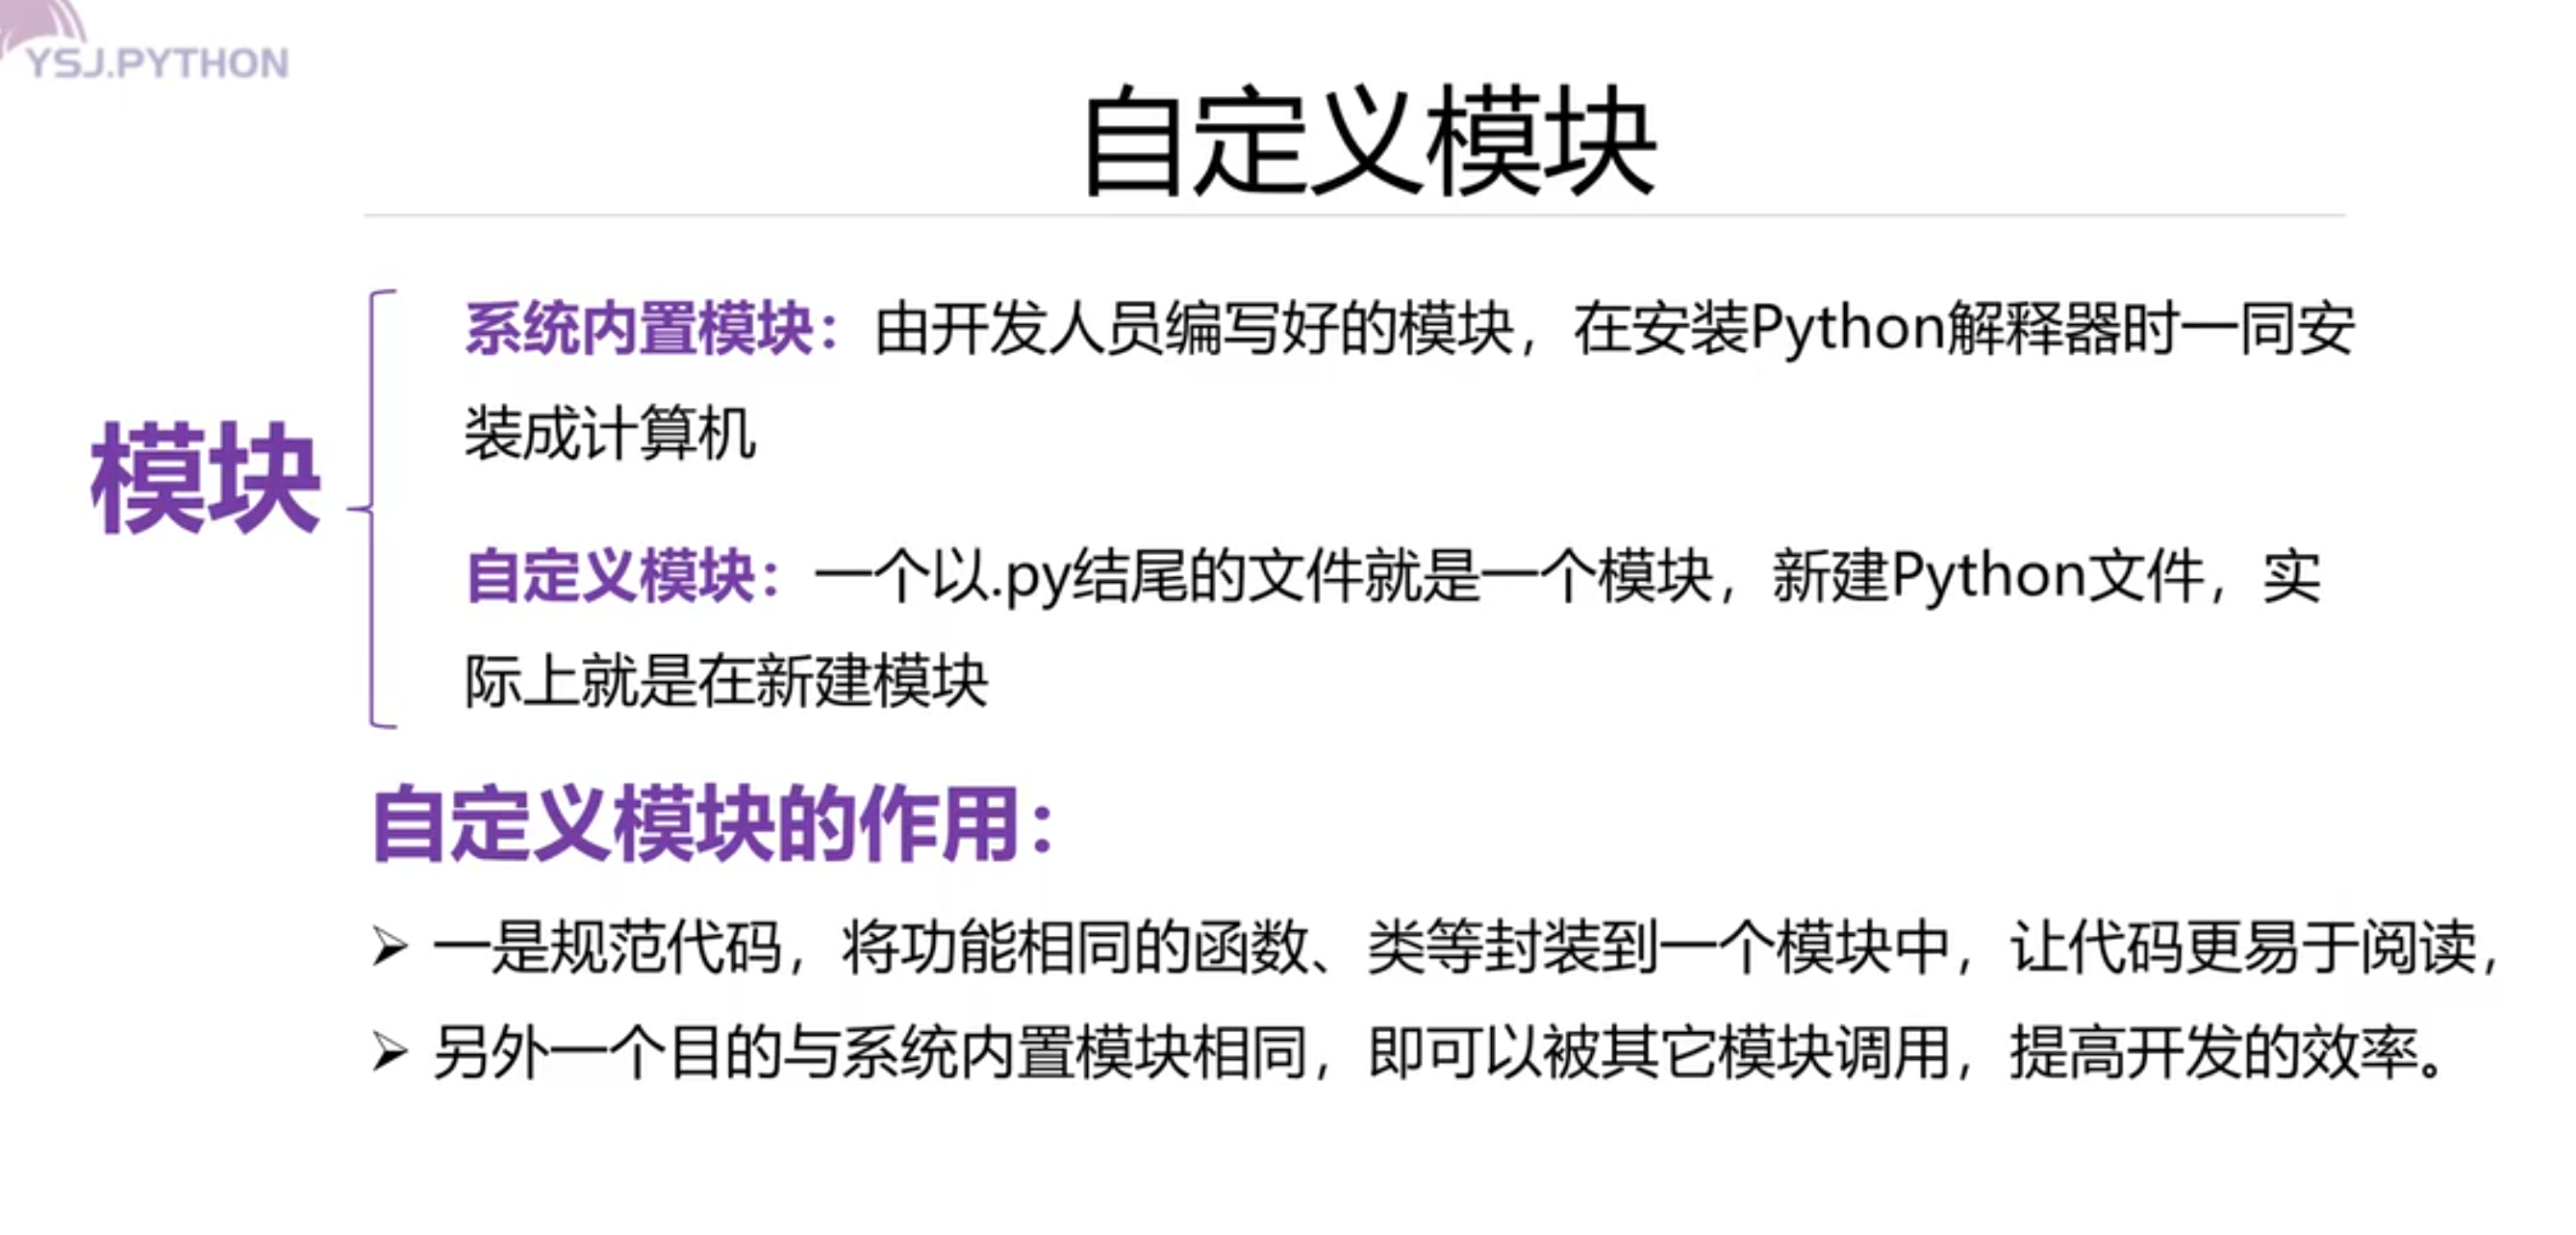 YSJ.PYTHON
自定义模块
模块
系统内置模块：由开发人员编写好的模块，在安装Python解释器时一同安
装成计算机
自定义模块：一个以.py结尾的文件就是一个模块，新建Python文件，实
际上就是在新建模块
自定义模块的作用：
➢ 一是规范代码，将功能相同的函数、类等封装到一个模块中，让代码更易于阅读，
➢ 另外一个目的与系统内置模块相同，即可以被其它模块调用，提高开发的效率。